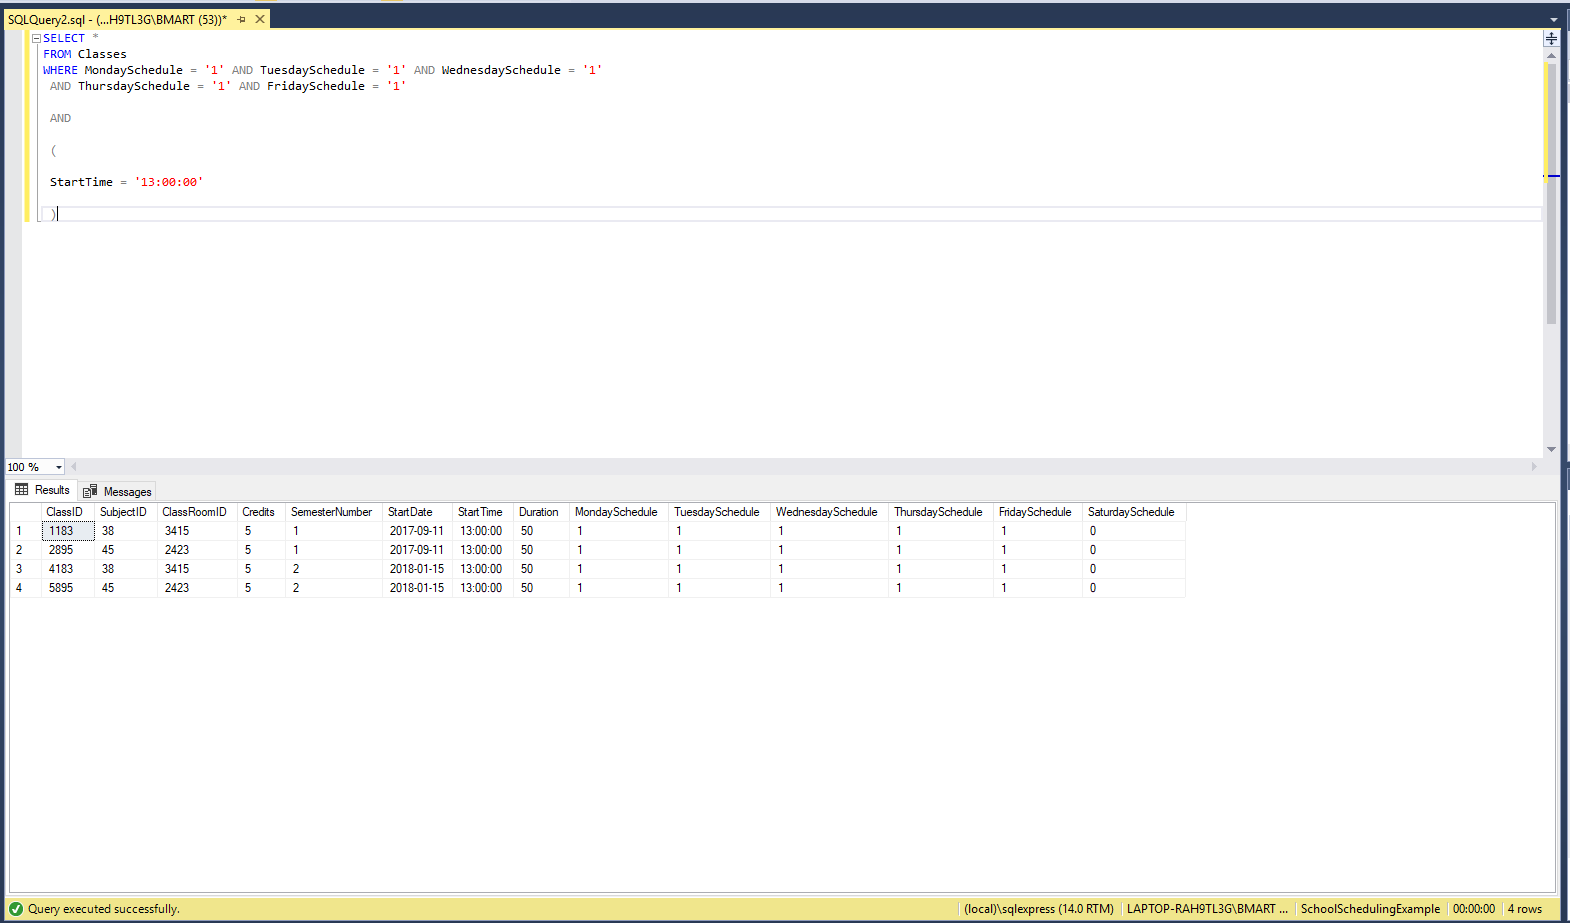 SQLQuery2.sql - (...H9TL3G\BMART (53))*
SELECT *
FROM Classes
WHERE MondaySchedule = '1' AND TuesdaySchedule = '1' AND WednesdaySchedule = '1'
AND ThursdaySchedule = '1' AND FridaySchedule = '1'
AND
(
StartTime = '13:00:00'
)
100 %
Results Messages
ClassID SubjectID ClassRoomID Credits SemesterNumber StartDate StartTime Duration MondaySchedule TuesdaySchedule WednesdaySchedule ThursdaySchedule FridaySchedule SaturdaySchedule
1 1183 38 3415 5 1 2017-09-11 13:00:00 50 1 1 1 1 1 0
2 2895 45 2423 5 1 2017-09-11 13:00:00 50 1 1 1 1 1 0
3 4183 38 3415 5 2 2018-01-15 13:00:00 50 1 1 1 1 1 0
4 5895 45 2423 5 2 2018-01-15 13:00:00 50 1 1 1 1 1 0
Query executed successfully. (local)\sqlexpress (14.0 RTM) LAPTOP-RAH9TL3G\BMART ... SchoolSchedulingExample 00:00:00 4 rows